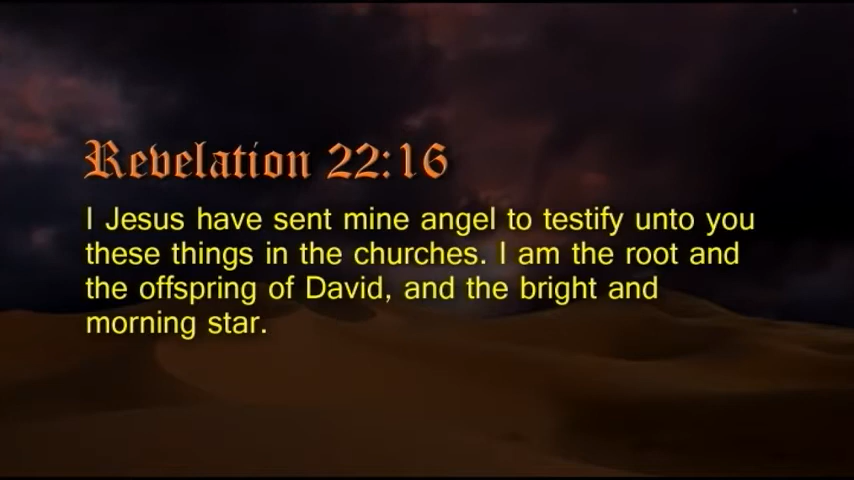 Revelation 22:16
I Jesus have sent mine angel to testify unto you
these things in the churches. I am the root and
the offspring of David, and the bright and
morning star.